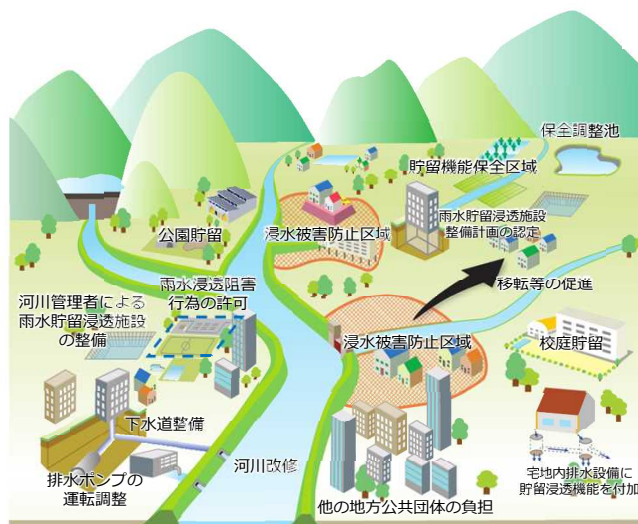 保全調整池
貯留機能保全区域
公園貯留
浸水被害防止区域
雨水貯留浸透施設
整備計画の認定
雨水浸透阻害
行為の許可
移転等の促進
河川管理者による
雨水貯留浸透施設
の整備
浸水被害防止区域
校庭貯留
下水道整備
河川改修
排水ポンプの
運転調整
他の地方公共団体の負担
宅地内排水設備に
貯留浸透機能を付加